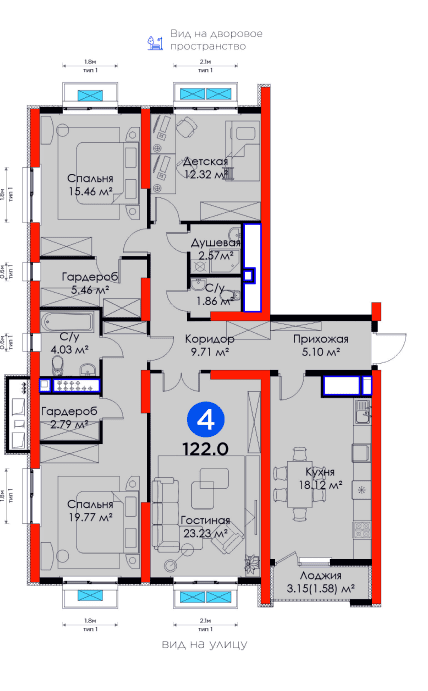 Вид на дворовое
пространство
1.8м
тип 1
2.1м
тип 1
Спальня
15.46 м²
Детская
12.32 м²
1.8м
тип 1
Душевая
2.57 м²
0.6м
тип 1
Гардероб
5.46 м²
С/у
1.86 м²
0.6м
тип 1
С/у
4.03 м²
Коридор
9.71 м²
Прихожая
5.10 м²
Гардероб
2.79 м²
4
122.0
Кухня
18.12 м²
1.8м
тип 1
Спальня
19.77 м²
Гостиная
23.23 м²
Лоджия
3.15(1.58) м²
1.8м
тип 1
2.1м
тип 1
вид на улицу